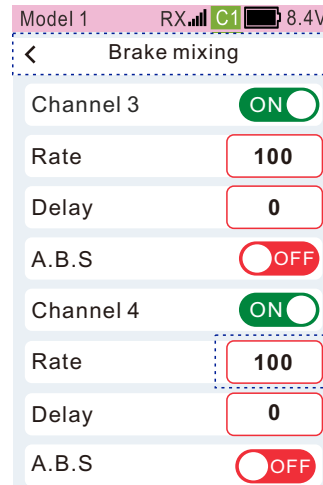 Model 1 RX C1 8.4V
< Brake mixing
Channel 3 ON
Rate 100
Delay 0
A.B.S OFF
Channel 4 ON
Rate 100
Delay 0
A.B.S OFF